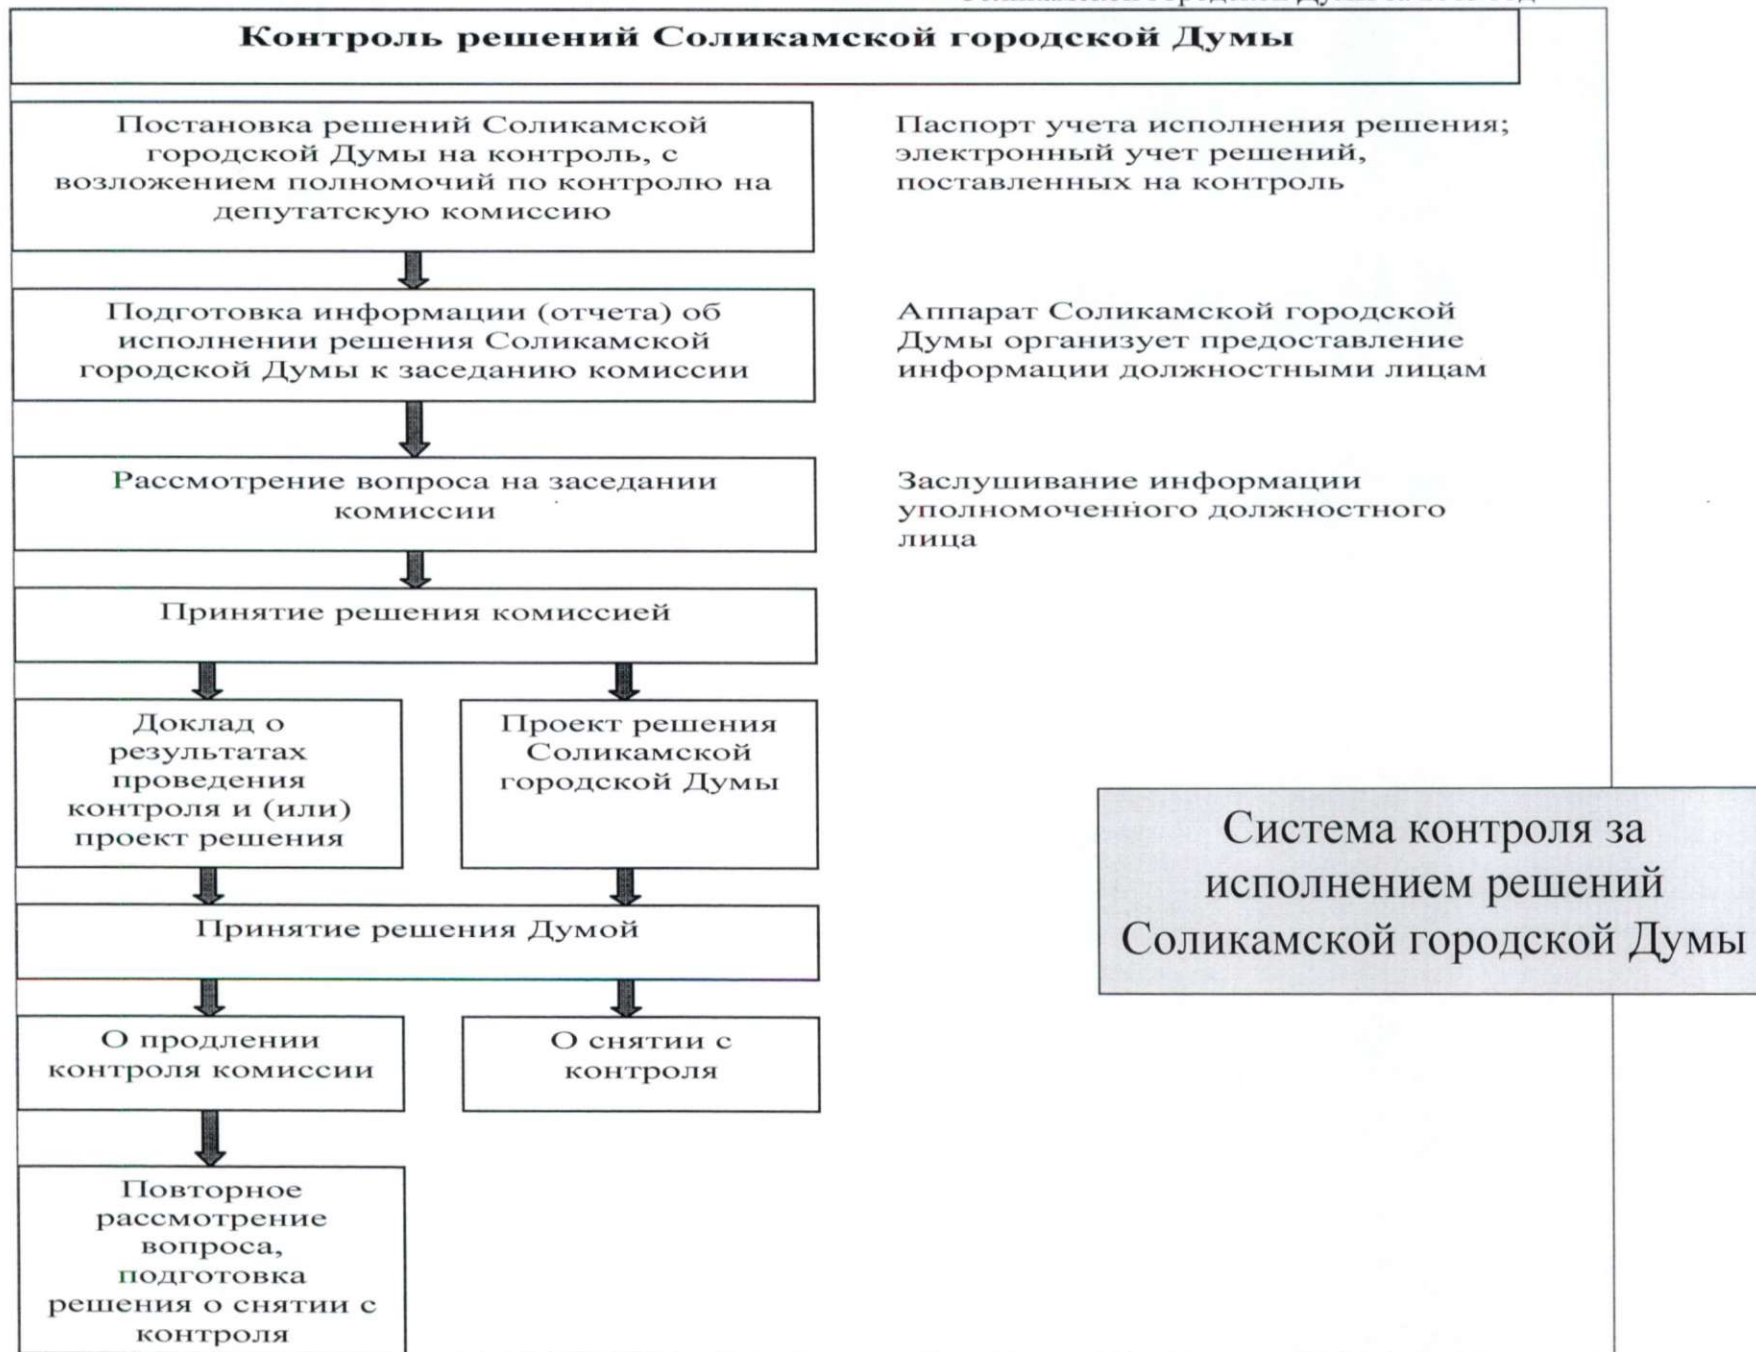 Контроль решений Соликамской городской Думы
Постановка решений Соликамской
городской Думы на контроль, с
возложением полномочий по контролю на
депутатскую комиссию
Паспорт учета исполнения решения;
электронный учет решений,
поставленных на контроль
Подготовка информации (отчета) об
исполнении решения Соликамской
городской Думы к заседанию комиссии
Аппарат Соликамской городской
Думы организует предоставление
информации должностными лицам
Рассмотрение вопроса на заседании
комиссии
Заслушивание информации
уполномоченного должностного
лица
Принятие решения комиссией
Доклад о
результатах
проведения
контроля и (или)
проект решения
Проект решения
Соликамской
городской Думы
Система контроля за
исполнением решений
Соликамской городской Думы
Принятие решения Думой
О продлении
контроля комиссии
О снятии с
контроля
Повторное
рассмотрение
вопроса,
подготовка
решения о снятии с
контроля